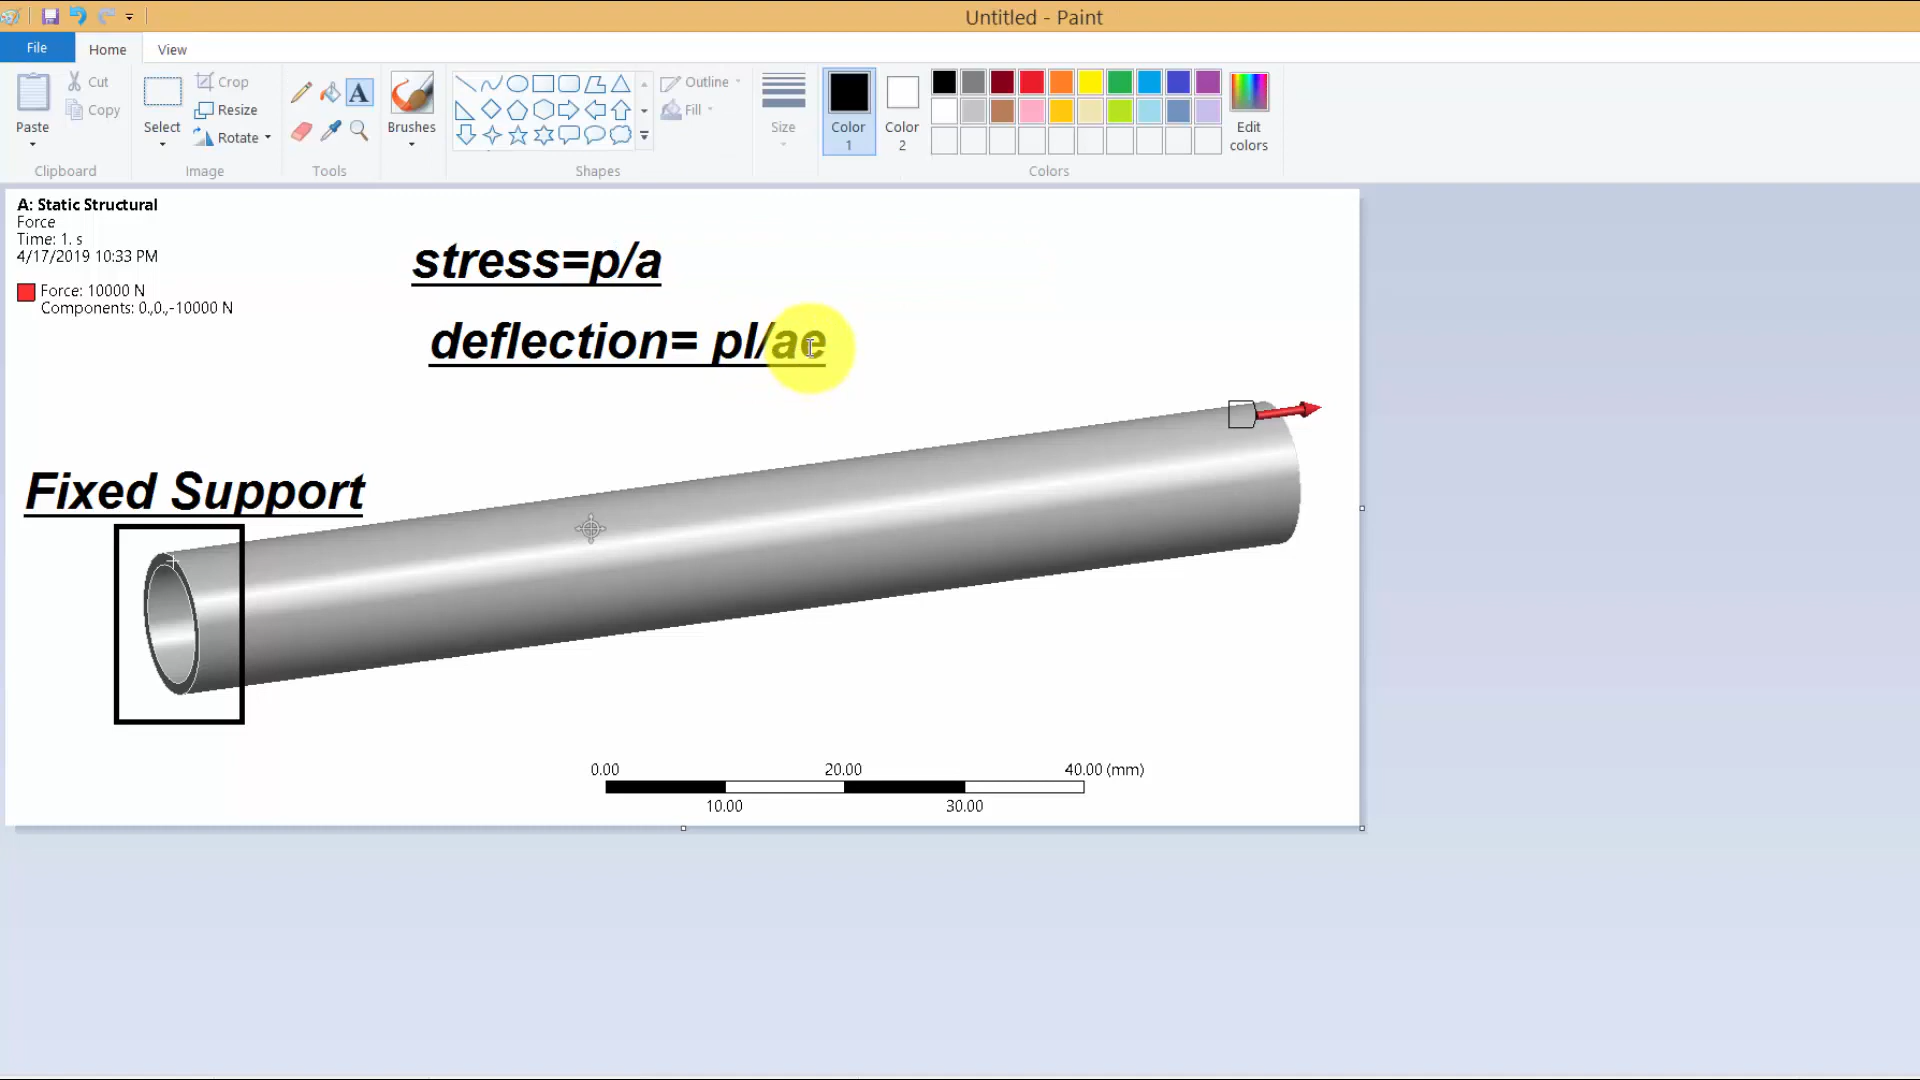 Untitled - Paint
File
Home
View
Cut
Copy
Paste
Clipboard
Crop
Resize
Rotate
Select
Image
A
Tools
Brushes
Outline
Fill
Shapes
Size
Color 1
Color 2
Edit colors
Colors
A: Static Structural
Force
Time: 1. s
4/17/2019 10:33 PM
Force: 10000 N
Components: 0.,0.,-10000 N
stress=p/a
deflection= pl/ae
Fixed Support
0.00 20.00 40.00 (mm)
10.00 30.00